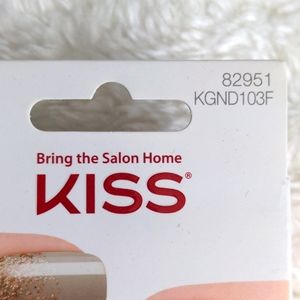 82951
KGND103F
Bring the Salon Home
KISS®